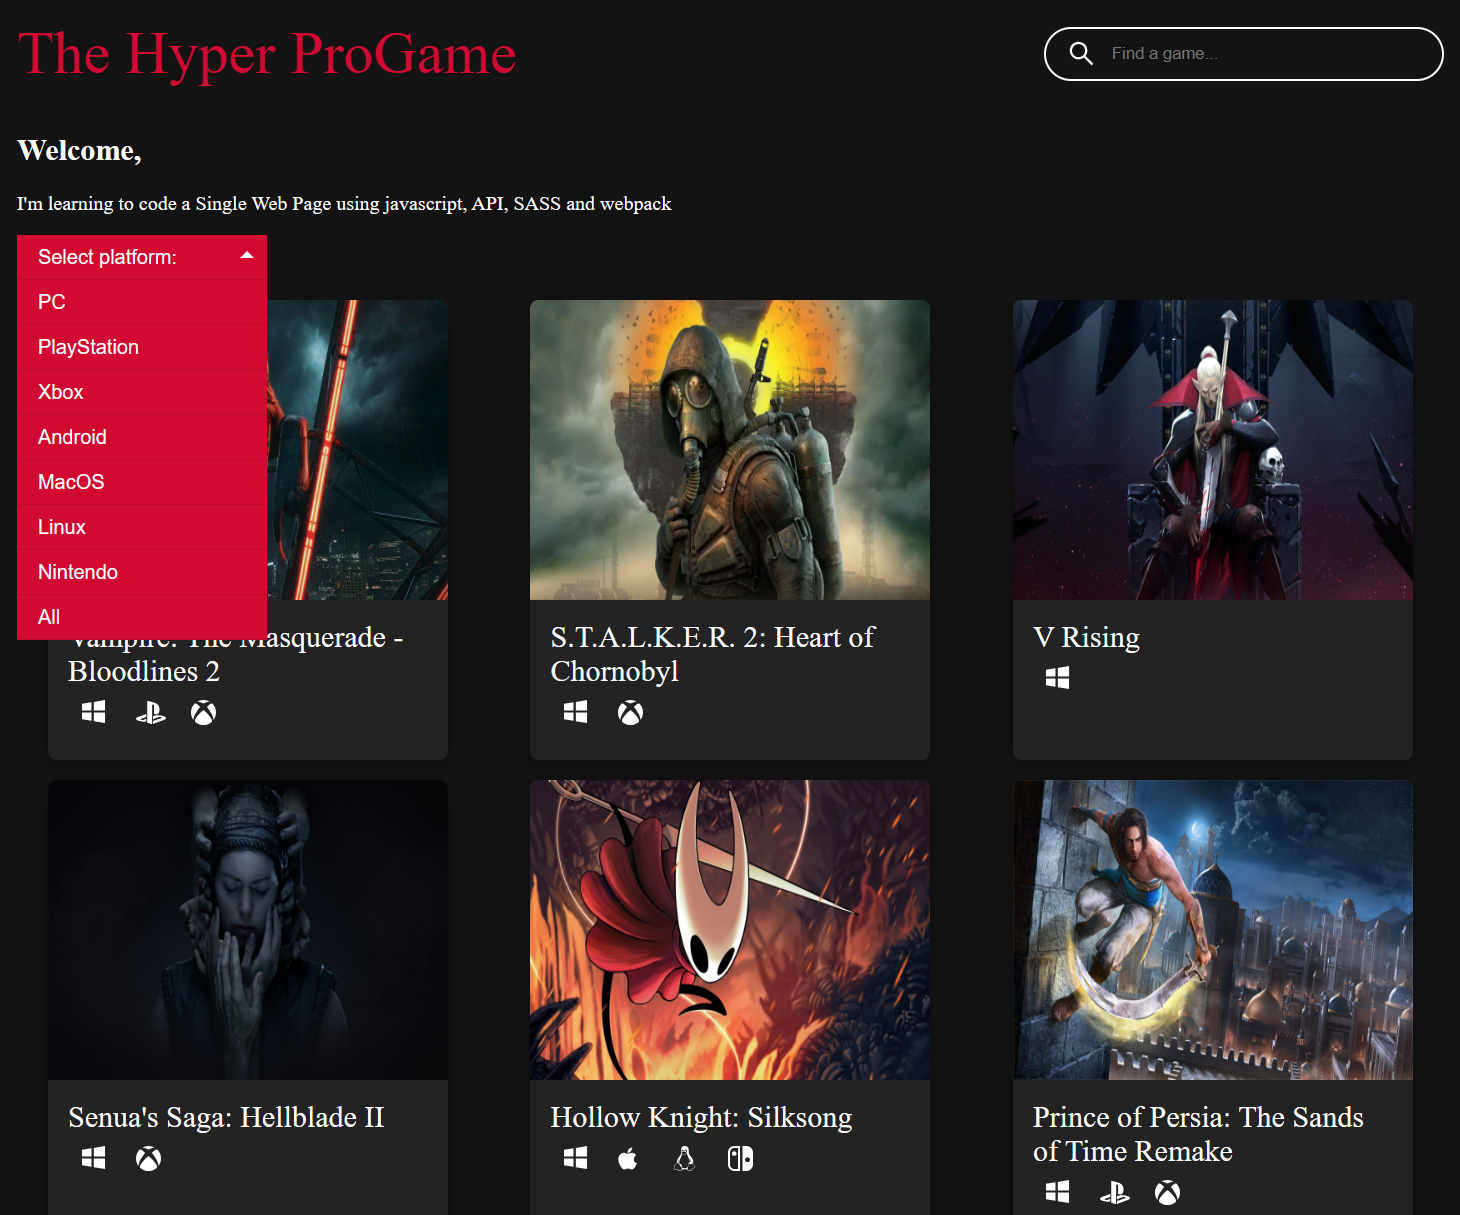 The Hyper ProGame
Find a game...
Welcome,
I'm learning to code a Single Web Page using javascript, API, SASS and webpack
Select platform:
PC
PlayStation
Xbox
Android
MacOS
Linux
Nintendo
All
Vampire: The Masquerade -
Bloodlines 2
S.T.A.L.K.E.R. 2: Heart of
Chornobyl
V Rising
Senua's Saga: Hellblade II
Hollow Knight: Silksong
Prince of Persia: The Sands
of Time Remake